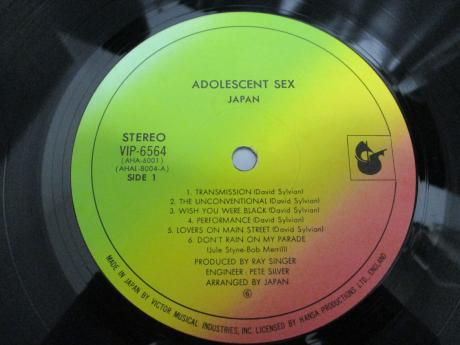 ADOLESCENT SEX
JAPAN
STEREO
VIP-6564
(AHA-6001)
(AHAL-8004-A)
SIDE 1
1. TRANSMISSION (David Sylvian)
2. THE UNCONVENTIONAL (David Sylvian)
3. WISH YOU WERE BLACK (David Sylvian)
4. PERFORMANCE (David Sylvian)
5. LOVERS ON MAIN STREET (David Sylvian)
6. DON'T RAIN ON MY PARADE
(Jule Styne-Bob Merrill)
PRODUCED BY RAY SINGER
ENGINEER: PETE SILVER
ARRANGED BY JAPAN
6
MADE IN JAPAN BY VICTOR MUSICAL INDUSTRIES, INC. LICENSED BY HANSA PRODUCTIONS LTD. ENGLAND